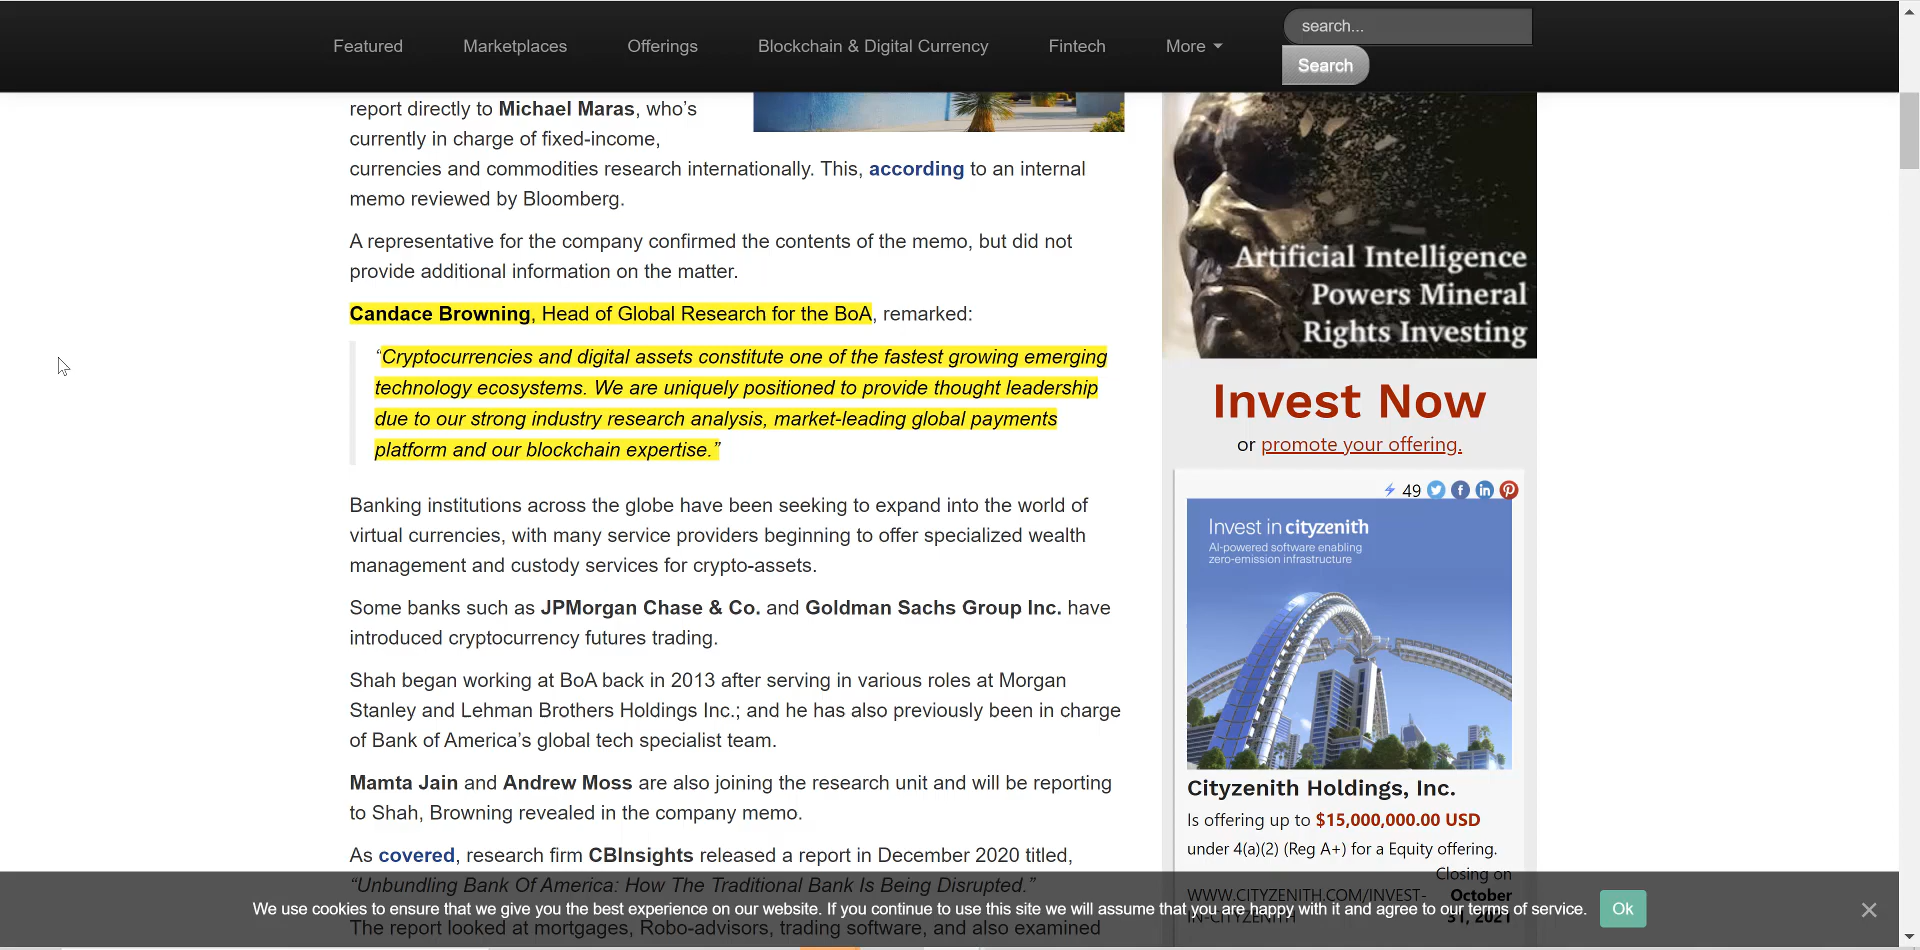 Featured
Marketplaces
Offerings
Blockchain & Digital Currency
Fintech
More
search...
Search
report directly to Michael Maras, who's
currently in charge of fixed-income,
currencies and commodities research internationally. This, according to an internal
memo reviewed by Bloomberg.
A representative for the company confirmed the contents of the memo, but did not
provide additional information on the matter.
Candace Browning, Head of Global Research for the BoA, remarked:
“Cryptocurrencies and digital assets constitute one of the fastest growing emerging
technology ecosystems. We are uniquely positioned to provide thought leadership
due to our strong industry research analysis, market-leading global payments
platform and our blockchain expertise.”
Banking institutions across the globe have been seeking to expand into the world of
virtual currencies, with many service providers beginning to offer specialized wealth
management and custody services for crypto-assets.
Some banks such as JPMorgan Chase & Co. and Goldman Sachs Group Inc. have
introduced cryptocurrency futures trading.
Shah began working at BoA back in 2013 after serving in various roles at Morgan
Stanley and Lehman Brothers Holdings Inc.; and he has also previously been in charge
of Bank of America's global tech specialist team.
Mamta Jain and Andrew Moss are also joining the research unit and will be reporting
to Shah, Browning revealed in the company memo.
As covered, research firm CBInsights released a report in December 2020 titled,
“Unbundling Bank Of America: How The Traditional Bank Is Being Disrupted.”
The report looked at mortgages, Robo-advisors, trading software, and also examined
Artificial Intelligence
Powers Mineral
Rights Investing
Invest Now
or promote your offering.
49
Invest in cityzenith
AI-powered software enabling
zero-emission infrastructure
Cityzenith Holdings, Inc.
Is offering up to $15,000,000.00 USD
under 4(a)(2) (Reg A+) for a Equity offering.
Closing on
WWW.CITYZENITH.COM/INVEST-
October
IN-CITYZENITH
31, 2021
We use cookies to ensure that we give you the best experience on our website. If you continue to use this site we will assume that you are happy with it and agree to our terms of service.
Ok